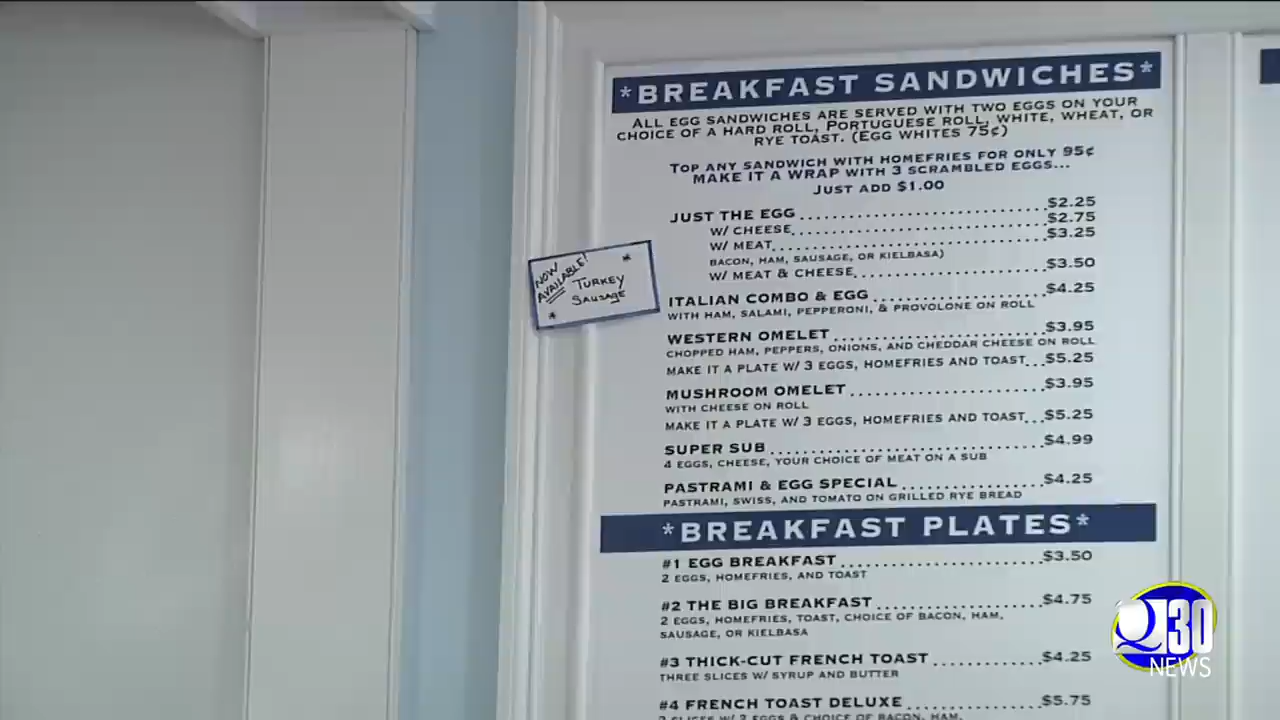 *BREAKFAST SANDWICHES*
ALL EGG SANDWICHES ARE SERVED WITH TWO EGGS ON YOUR
CHOICE OF A HARD ROLL, PORTUGUESE ROLL, WHITE, WHEAT, OR
RYE TOAST. (EGG WHITES 75¢)
TOP ANY SANDWICH WITH HOMEFRIES FOR ONLY 95¢
MAKE IT A WRAP WITH 3 SCRAMBLED EGGS...
JUST ADD $1.00
JUST THE EGG $2.25
W/ CHEESE $2.75
W/ MEAT $3.25
BACON, HAM, SAUSAGE, OR KIELBASA)
W/ MEAT & CHEESE $3.50
NOW
AVAILABLE!
TURKEY
SAUSAGE
ITALIAN COMBO & EGG $4.25
WITH HAM, SALAMI, PEPPERONI, & PROVOLONE ON ROLL
WESTERN OMELET $3.95
CHOPPED HAM, PEPPERS, ONIONS, AND CHEDDAR CHEESE ON ROLL
MAKE IT A PLATE W/ 3 EGGS, HOMEFRIES AND TOAST $5.25
MUSHROOM OMELET $3.95
WITH CHEESE ON ROLL
MAKE IT A PLATE W/ 3 EGGS, HOMEFRIES AND TOAST $5.25
SUPER SUB $4.99
4 EGGS, CHEESE, YOUR CHOICE OF MEAT ON A SUB
PASTRAMI & EGG SPECIAL $4.25
PASTRAMI, SWISS, AND TOMATO ON GRILLED RYE BREAD
*BREAKFAST PLATES*
#1 EGG BREAKFAST $3.50
2 EGGS, HOMEFRIES, AND TOAST
#2 THE BIG BREAKFAST $4.75
2 EGGS, HOMEFRIES, TOAST, CHOICE OF BACON, HAM,
SAUSAGE, OR KIELBASA
#3 THICK-CUT FRENCH TOAST $4.25
THREE SLICES W/ SYRUP AND BUTTER
#4 FRENCH TOAST DELUXE $5.75
2 SLICES W/ 2 EGGS & CHOICE OF BACON, HAM,
Q30
NEWS